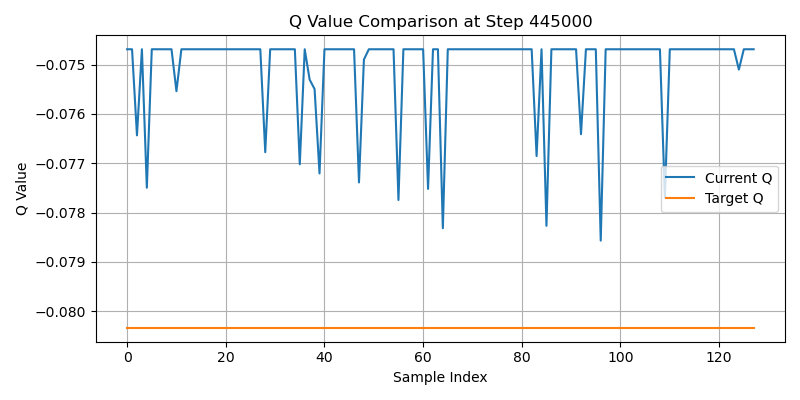 Q Value Comparison at Step 445000
Q Value
−0.075
−0.076
−0.077
−0.078
−0.079
−0.080
Current Q
Target Q
0 20 40 60 80 100 120
Sample Index